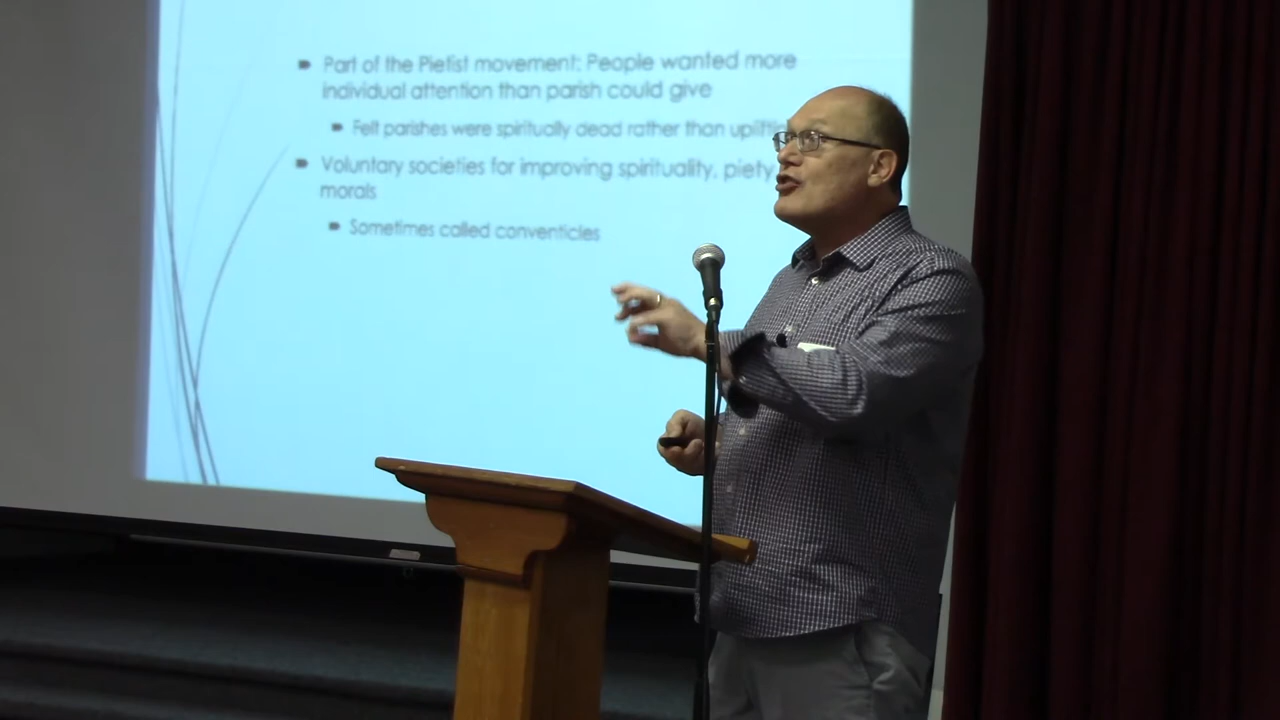 Part of the Pietist movement: People wanted more
individual attention than parish could give
Felt parishes were spiritually dead rather than
Voluntary societies for improving spirituality, piety,
morals
Sometimes called conventicles